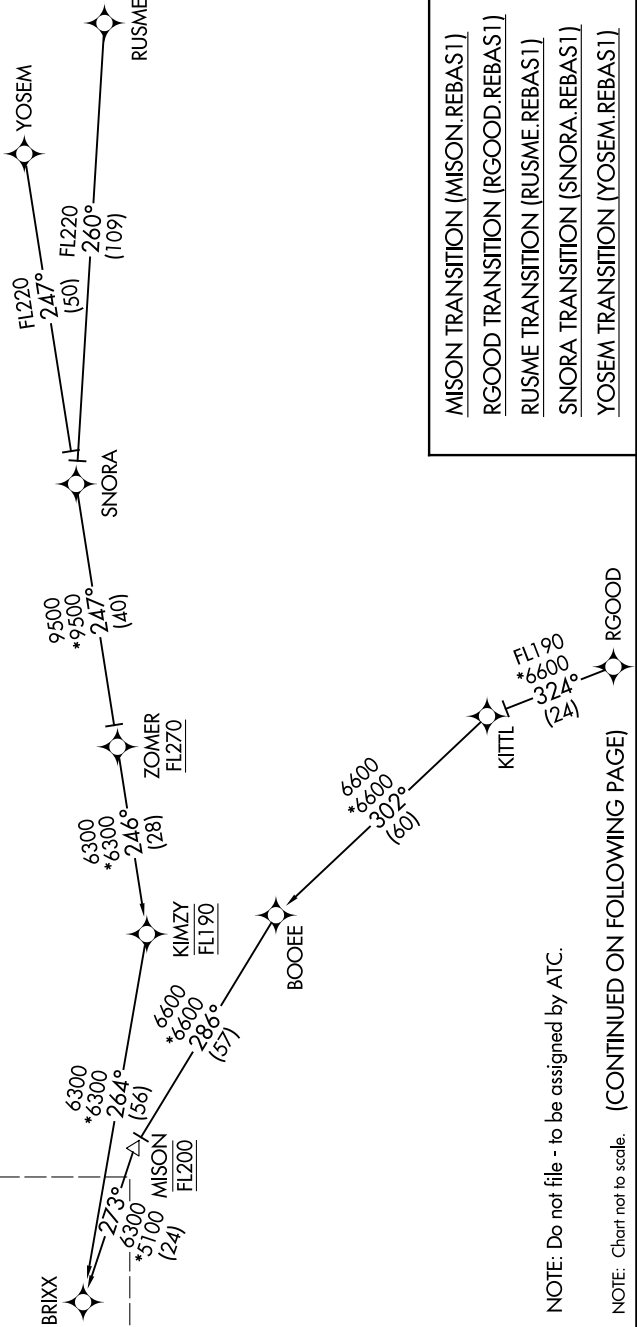 RUSME
YOSEM
FL220
247°
(50)
FL220
260°
(109)
SNORA
9500
*9500
247°
(40)
ZOMER
FL270
6300
*6300
246°
(28)
KIMZY
FL190
6300
*6300
264°
(56)
BRIXX
273°
6300
*5100
(24)
MISON
FL200
6600
*6600
286°
(57)
BOOEE
6600
*6600
302°
(60)
KITTL
FL190
*6600
324°
(24)
RGOOD
MISON TRANSITION (MISON.REBAS1)
RGOOD TRANSITION (RGOOD.REBAS1)
RUSME TRANSITION (RUSME.REBAS1)
SNORA TRANSITION (SNORA.REBAS1)
YOSEM TRANSITION (YOSEM.REBAS1)
NOTE: Do not file - to be assigned by ATC.
NOTE: Chart not to scale. (CONTINUED ON FOLLOWING PAGE)